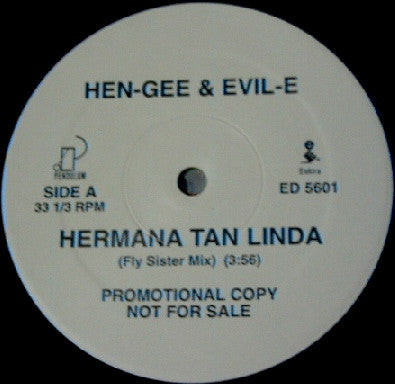 HEN-GEE & EVIL-E
PENDULUM
Elektra
SIDE A
ED 5601
33 1/3 RPM
HERMANA TAN LINDA
(Fly Sister Mix) (3:56)
PROMOTIONAL COPY
NOT FOR SALE